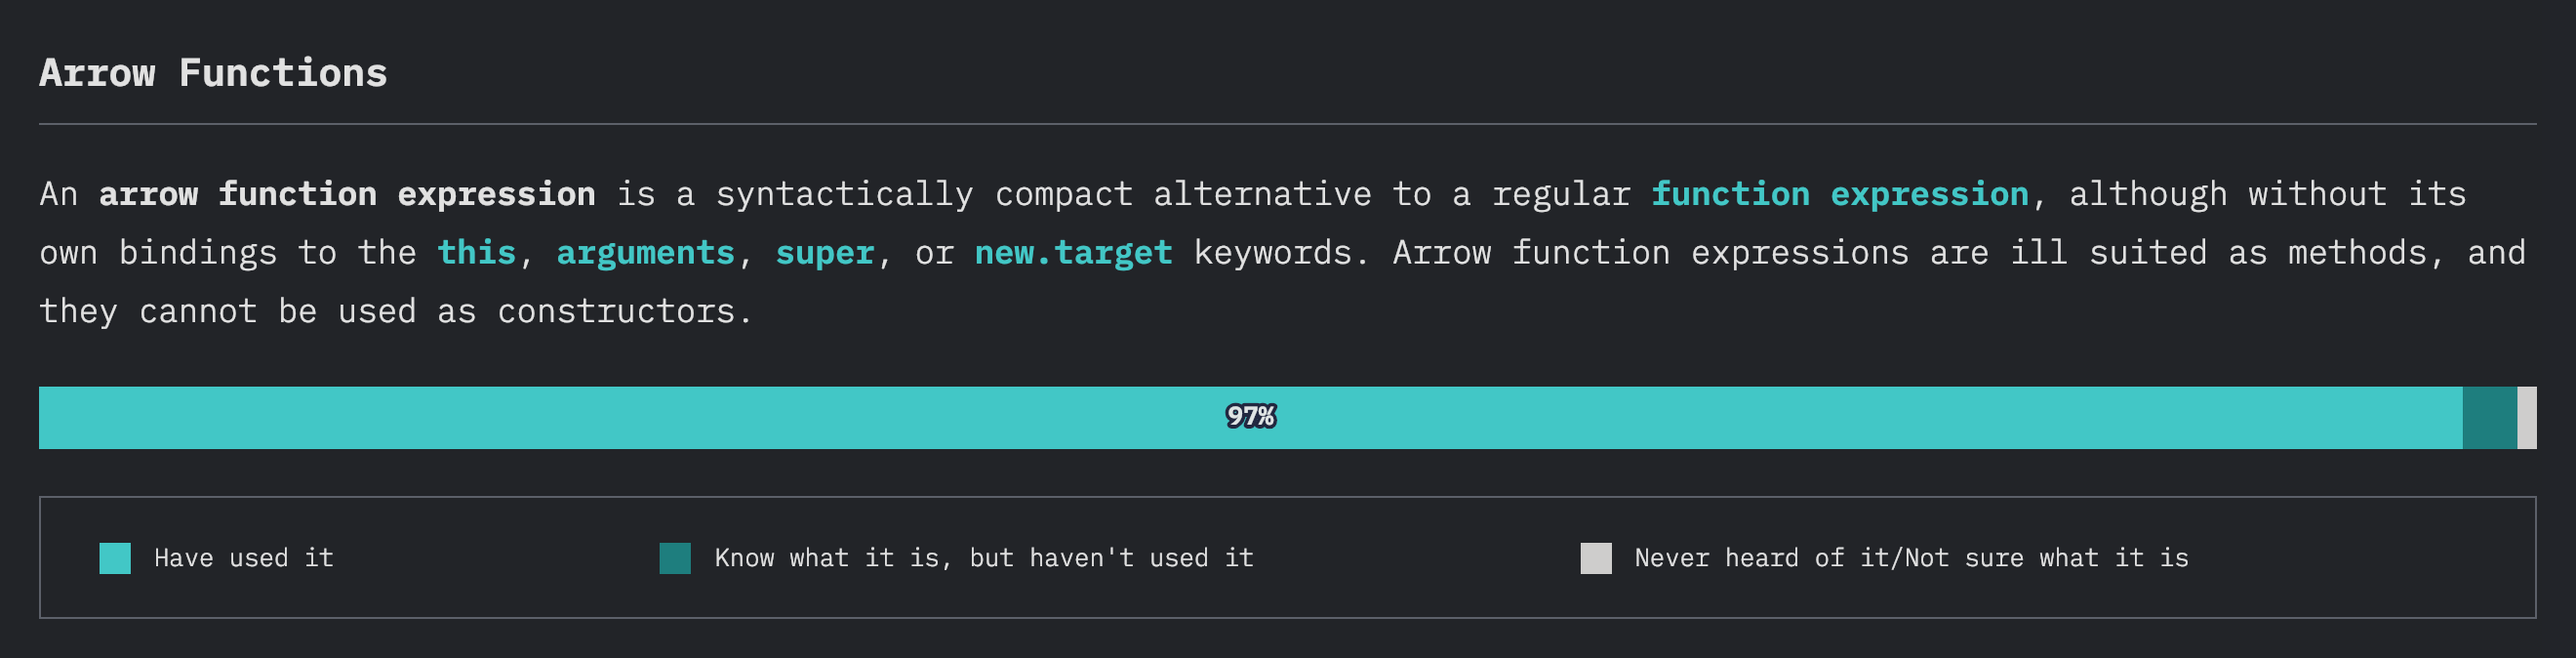 Arrow Functions
An arrow function expression is a syntactically compact alternative to a regular function expression, although without its
own bindings to the this, arguments, super, or new.target keywords. Arrow function expressions are ill suited as methods, and
they cannot be used as constructors.
97%
Have used it
Know what it is, but haven't used it
Never heard of it/Not sure what it is